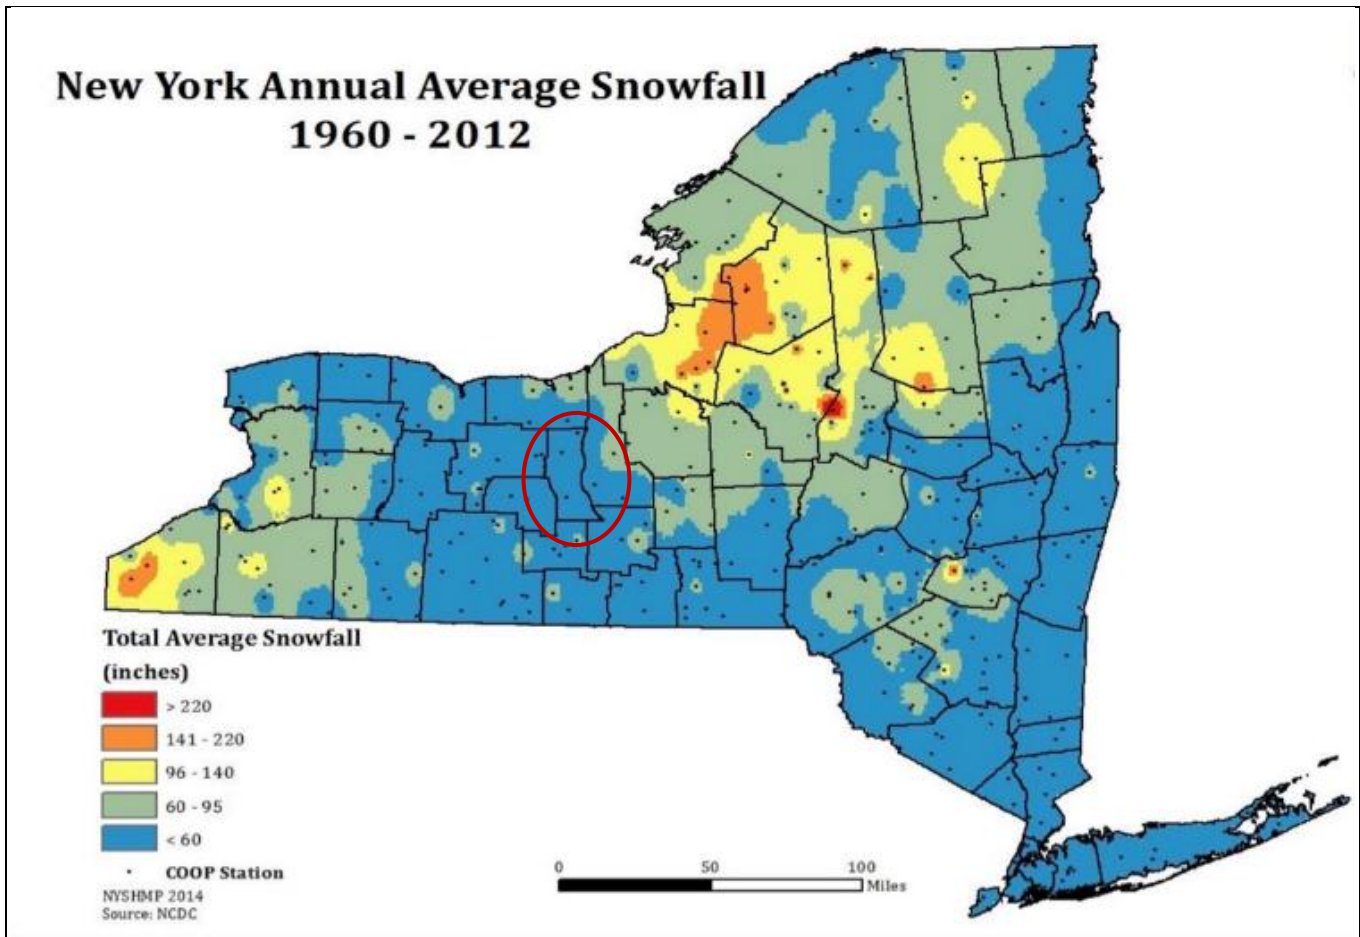 New York Annual Average Snowfall
1960 - 2012
Total Average Snowfall
(inches)
> 220
141 - 220
96 - 140
60 - 95
< 60
COOP Station
NYSHMP 2014
Source: NCDC
0 50 100
Miles